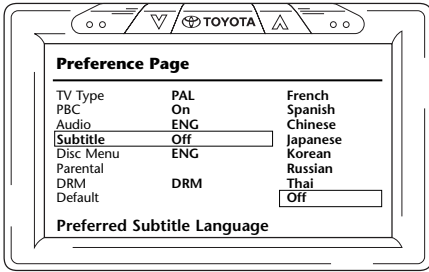 TOYOTA
Preference Page
TV Type PAL French
PBC On Spanish
Audio ENG Chinese
Subtitle Off Japanese
Disc Menu ENG Korean
Parental Russian
DRM DRM Thai
Default Off
Preferred Subtitle Language